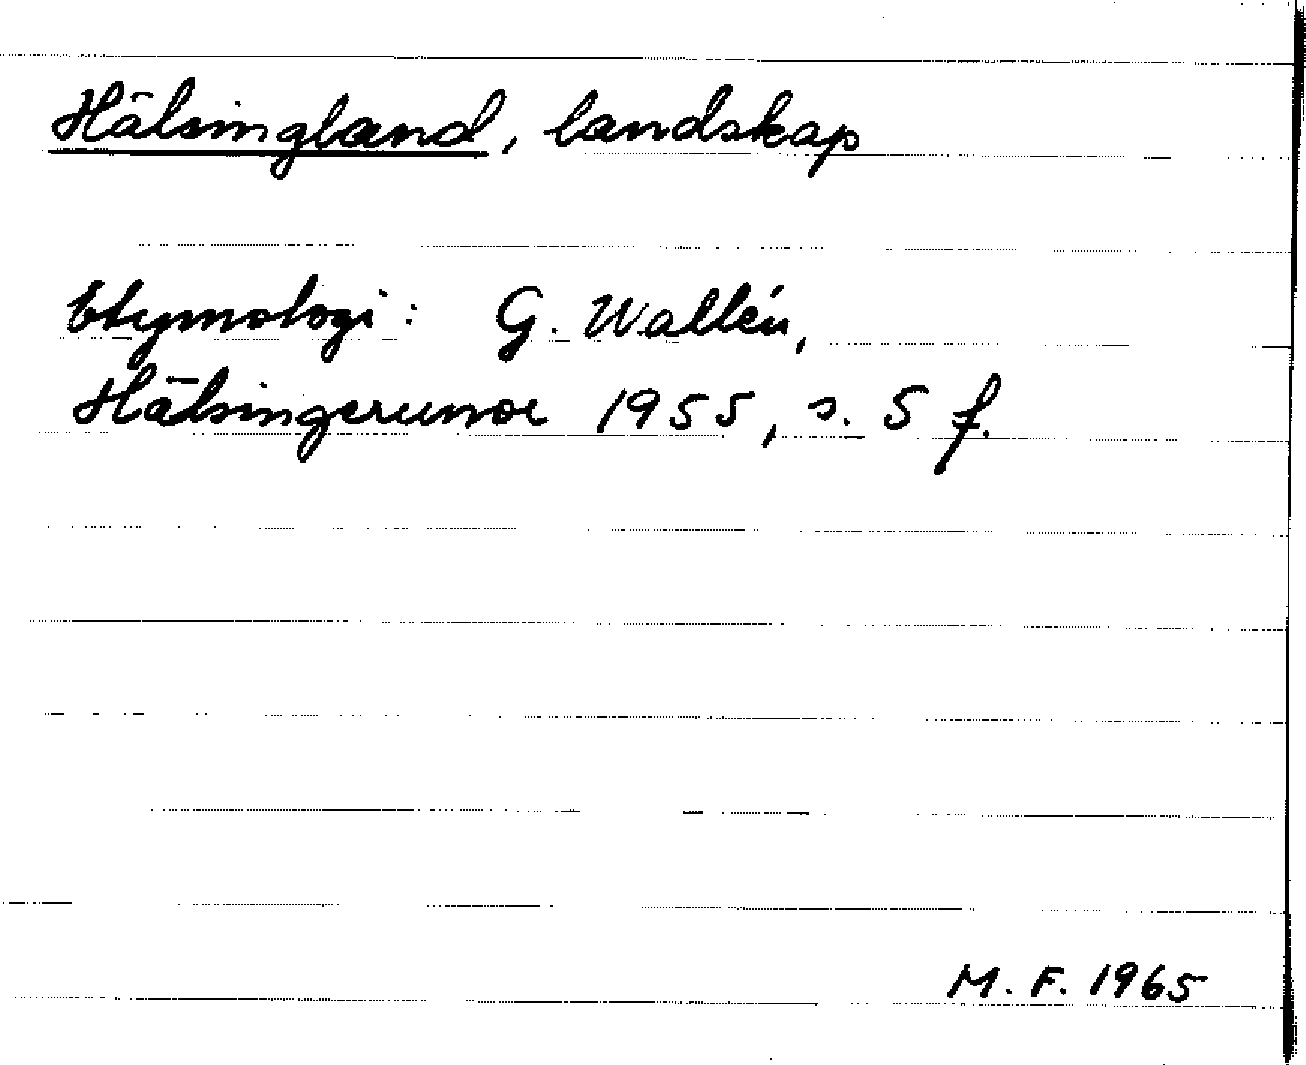 Hälsingland, landskap
Etymologi: G. Wallén,
Hälsingerunor 1955, s. 5 f.
M. F. 1965